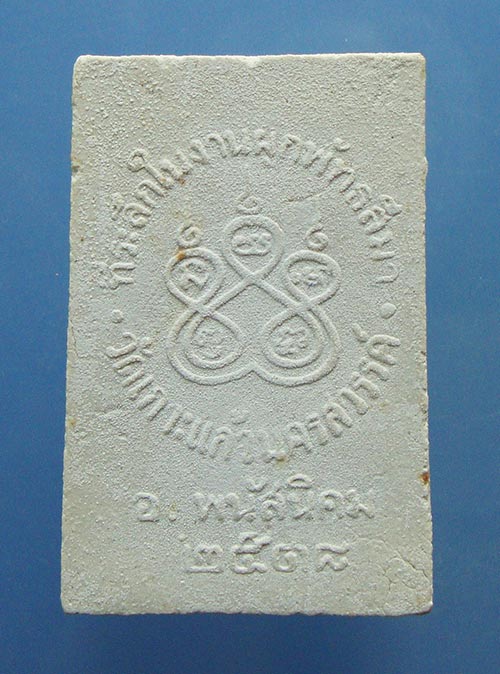 ที่ระลึกในงานผูกพัทธสีมา
วัดเกาะแก้วนครสวรรค์
อ. พนัสนิคม
๒๕๓๘